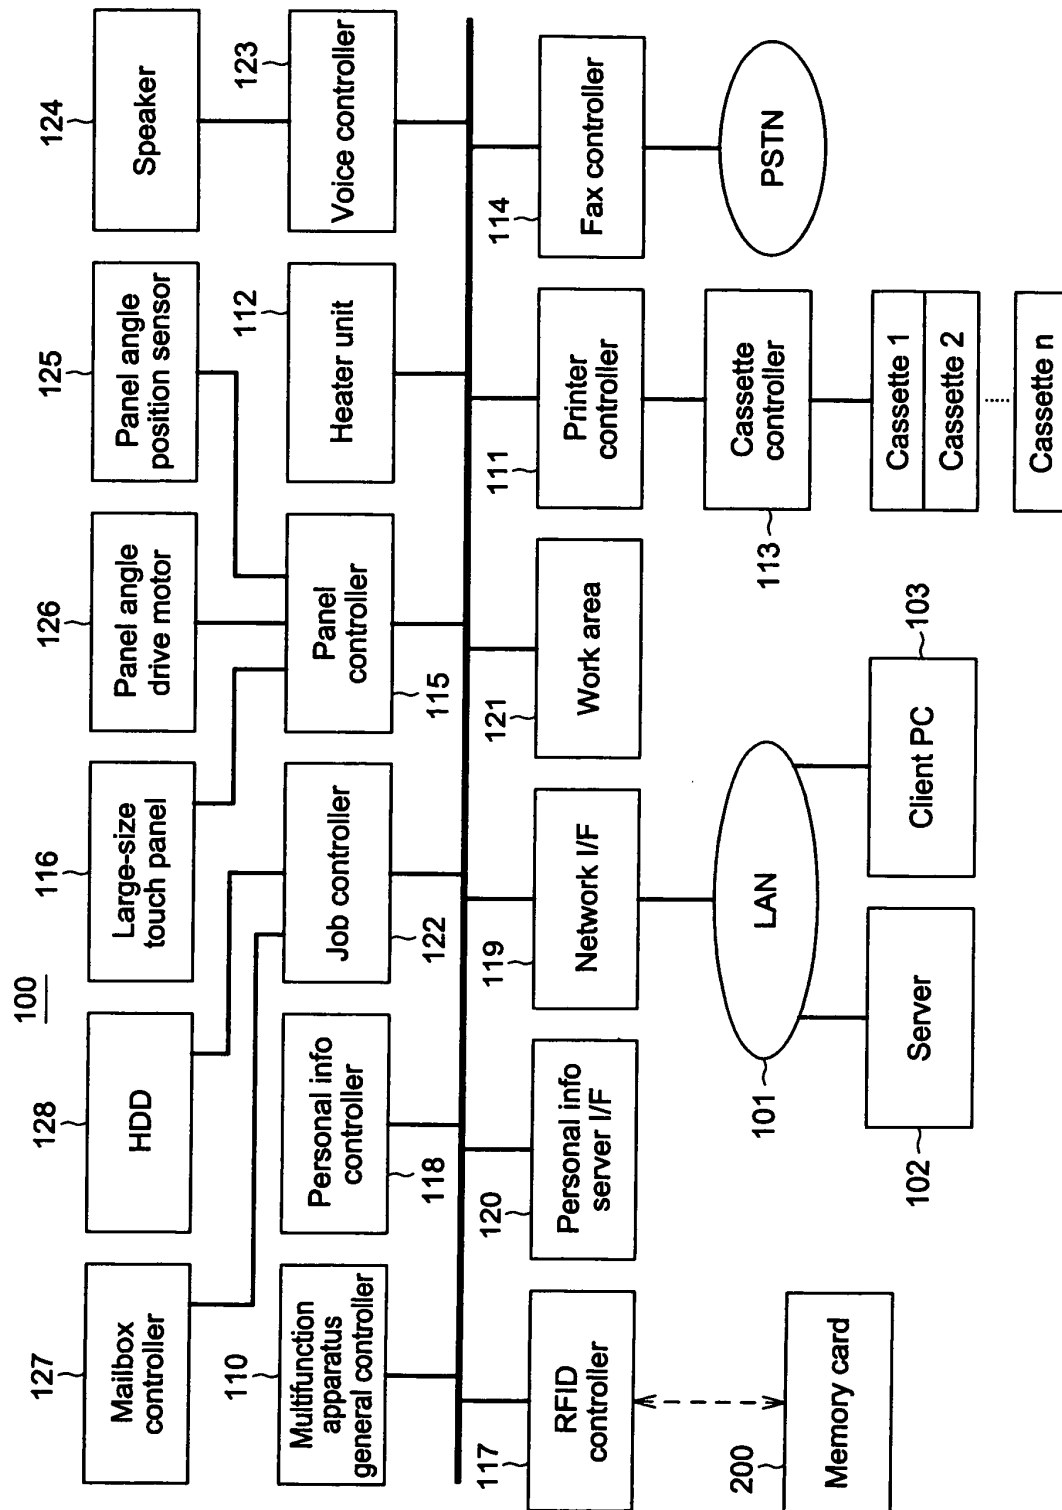 100
127
Mailbox
controller
128
HDD
116
Large-size
touch panel
126
Panel angle
drive motor
125
Panel angle
position sensor
124
Speaker
110
Multifunction
apparatus
general controller
Personal info
controller
118
Job controller
122
Panel
controller
115
112
Heater unit
123
Voice controller
117
RFID
controller
120
Personal info
server I/F
119
Network I/F
121
Work area
111
Printer
controller
114
Fax controller
200
Memory card
101
LAN
102
Server
103
Client PC
113
Cassette
controller
Cassette 1
Cassette 2
Cassette n
PSTN